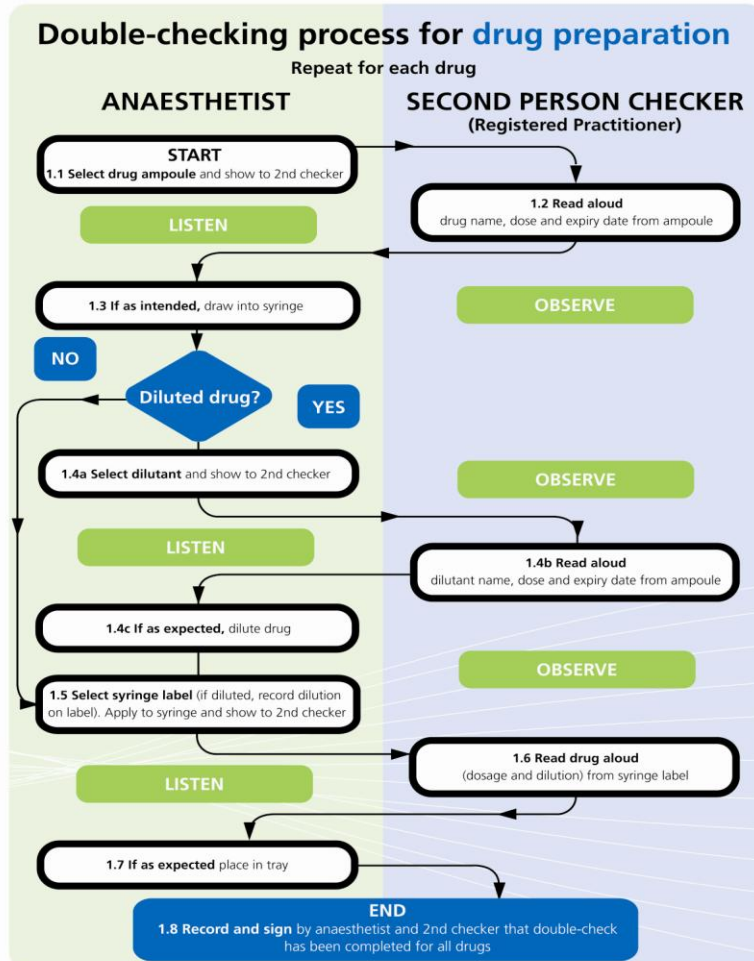 Double-checking process for drug preparation
Repeat for each drug
ANAESTHETIST
SECOND PERSON CHECKER
(Registered Practitioner)
START
1.1 Select drug ampoule and show to 2nd checker
1.2 Read aloud
drug name, dose and expiry date from ampoule
LISTEN
1.3 If as intended, draw into syringe
OBSERVE
NO
Diluted drug?
YES
1.4a Select dilutant and show to 2nd checker
OBSERVE
LISTEN
1.4b Read aloud
dilutant name, dose and expiry date from ampoule
1.4c If as expected, dilute drug
OBSERVE
1.5 Select syringe label (if diluted, record dilution
on label). Apply to syringe and show to 2nd checker
1.6 Read drug aloud
(dosage and dilution) from syringe label
LISTEN
1.7 If as expected place in tray
END
1.8 Record and sign by anaesthetist and 2nd checker that double-check
has been completed for all drugs